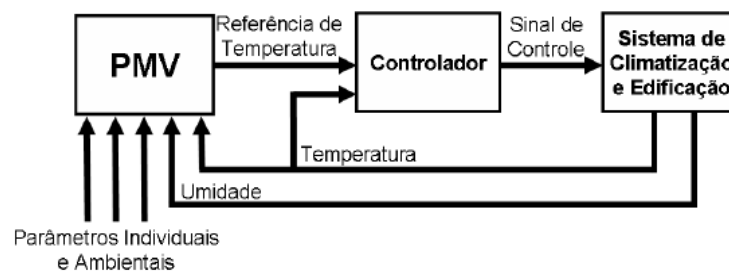 PMV
Referência de
Temperatura
Controlador
Sinal de
Controle
Sistema de
Climatização
e Edificação
Temperatura
Umidade
Parâmetros Individuais
e Ambientais